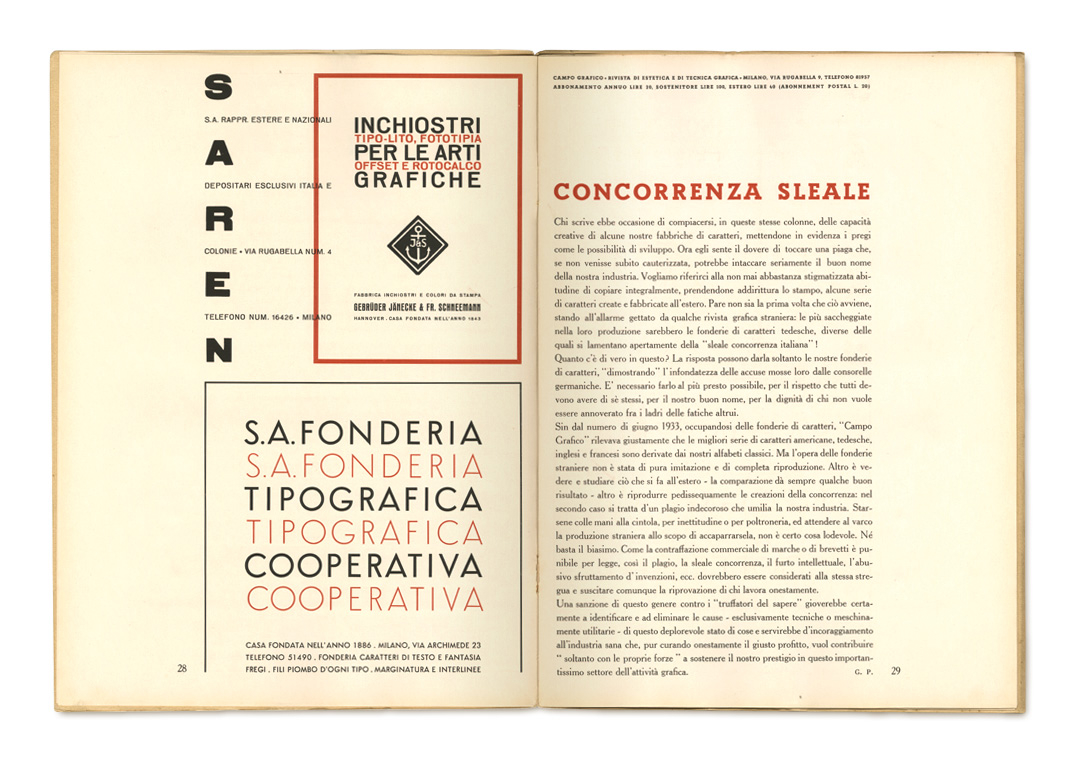 S
S.A. RAPPR. ESTERE E NAZIONALI
A
DEPOSITARI ESCLUSIVI ITALIA E
R
COLONIE • VIA RUGABELLA NUM. 4
E
TELEFONO NUM. 16426 • MILANO
N
INCHIOSTRI
TIPO-LITO, FOTOTIPIA
PER LE ARTI
OFFSET E ROTOCALCO
GRAFICHE
J&S
FABBRICA INCHIOSTRI E COLORI DA STAMPA
GEBRÜDER JÄNECKE & FR. SCHNEEMANN
HANNOVER . CASA FONDATA NELL'ANNO 1843
S.A.FONDERIA
S.A.FONDERIA
TIPOGRAFICA
TIPOGRAFICA
COOPERATIVA
COOPERATIVA
CASA FONDATA NELL'ANNO 1886 . MILANO, VIA ARCHIMEDE 23
TELEFONO 51490 . FONDERIA CARATTERI DI TESTO E FANTASIA
FREGI . FILI PIOMBO D'OGNI TIPO . MARGINATURA E INTERLINEE
28
CAMPO GRAFICO • RIVISTA DI ESTETICA E DI TECNICA GRAFICA • MILANO, VIA RUGABELLA 9, TELEFONO 81937
ABBONAMENTO ANNUO LIRE 30, SOSTENITORE LIRE 100, ESTERO LIRE 60 (ABONNEMENT POSTAL L. 30)
CONCORRENZA SLEALE
Chi scrive ebbe occasione di compiacersi, in queste stesse colonne, delle capacità
creative di alcune nostre fabbriche di caratteri, mettendone in evidenza i pregi
come le possibilità di sviluppo. Ora egli sente il dovere di toccare una piaga che,
se non venisse subito cauterizzata, potrebbe intaccare seriamente il buon nome
della nostra industria. Vogliamo riferirci alla non mai abbastanza stigmatizzata abi-
tudine di copiare integralmente, prendendone addirittura lo stampo, alcune serie
di caratteri create e fabbricate all'estero. Pare non sia la prima volta che ciò avviene,
stando all'allarme gettato da qualche rivista grafica straniera: le più saccheggiate
nella loro produzione sarebbero le fonderie di caratteri tedesche, diverse delle
quali si lamentano apertamente della "sleale concorrenza italiana" !
Quanto c'è di vero in questo? La risposta possono darla soltanto le nostre fonderie
di caratteri, "dimostrando" l'infondatezza delle accuse mosse loro dalle consorelle
germaniche. E' necessario farlo al più presto possibile, per il rispetto che tutti de-
vono avere di sè stessi, per il nostro buon nome, per la dignità di chi non vuole
essere annoverato fra i ladri delle fatiche altrui.
Sin dal numero di giugno 1933, occupandosi delle fonderie di caratteri, "Campo
Grafico" rilevava giustamente che le migliori serie di caratteri americane, tedesche,
inglesi e francesi sono derivate dai nostri alfabeti classici. Ma l'opera delle fonderie
straniere non è stata di pura imitazione e di completa riproduzione. Altro è ve-
dere e studiare ciò che si fa all'estero - la comparazione dà sempre qualche buon
risultato - altro è riprodurre pedissequamente le creazioni della concorrenza: nel
secondo caso si tratta d'un plagio indecoroso che umilia la nostra industria. Star-
sene colle mani alla cintola, per inettitudine o per poltroneria, ed attendere al varco
la produzione straniera allo scopo di accaparrarsela, non è certo cosa lodevole. Né
basta il biasimo. Come la contraffazione commerciale di marche o di brevetti è pu-
nibile per legge, così il plagio, la sleale concorrenza, il furto intellettuale, l'abu-
sivo sfruttamento d'invenzioni, ecc. dovrebbero essere considerati alla stessa stre-
gua e suscitare comunque la riprovazione di chi lavora onestamente.
Una sanzione di questo genere contro i "truffatori del sapere" gioverebbe certa-
mente a identificare e ad eliminare le cause - esclusivamente tecniche o meschina-
mente utilitarie - di questo deplorevole stato di cose e servirebbe d'incoraggiamento
all'industria sana che, pur curando onestamente il giusto profitto, vuol contribuire
" soltanto con le proprie forze " a sostenere il nostro prestigio in questo important-
tissimo settore dell'attività grafica.
G. P.
29